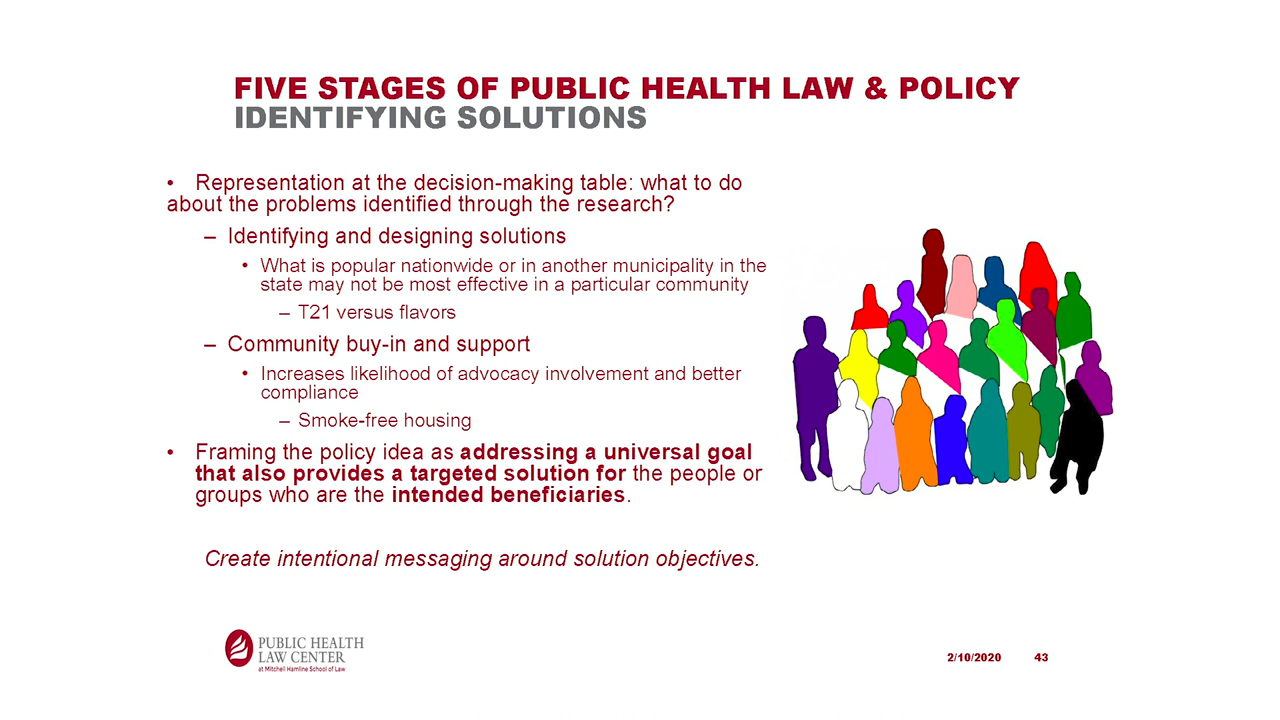 FIVE STAGES OF PUBLIC HEALTH LAW & POLICY
IDENTIFYING SOLUTIONS
• Representation at the decision-making table: what to do
about the problems identified through the research?
– Identifying and designing solutions
• What is popular nationwide or in another municipality in the
state may not be most effective in a particular community
– T21 versus flavors
– Community buy-in and support
• Increases likelihood of advocacy involvement and better
compliance
– Smoke-free housing
• Framing the policy idea as addressing a universal goal
that also provides a targeted solution for the people or
groups who are the intended beneficiaries.
Create intentional messaging around solution objectives.
PUBLIC HEALTH
LAW CENTER
at Mitchell Hamline School of Law
2/10/2020 43